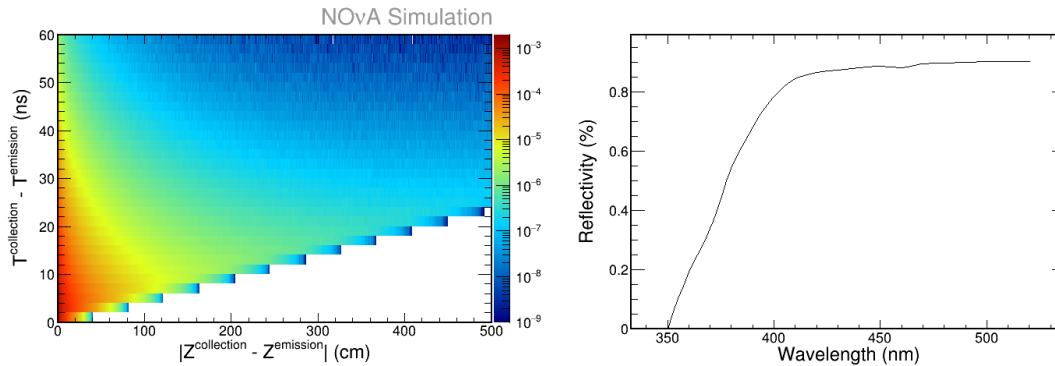 NOνA Simulation
60
50
40
30
20
10
0
T^collection - T^emission (ns)
0 100 200 300 400 500
|Z^collection - Z^emission| (cm)
10^−3
10^−4
10^−5
10^−6
10^−7
10^−8
10^−9
0.8
0.6
0.4
0.2
0
Reflectivity (%)
350 400 450 500
Wavelength (nm)